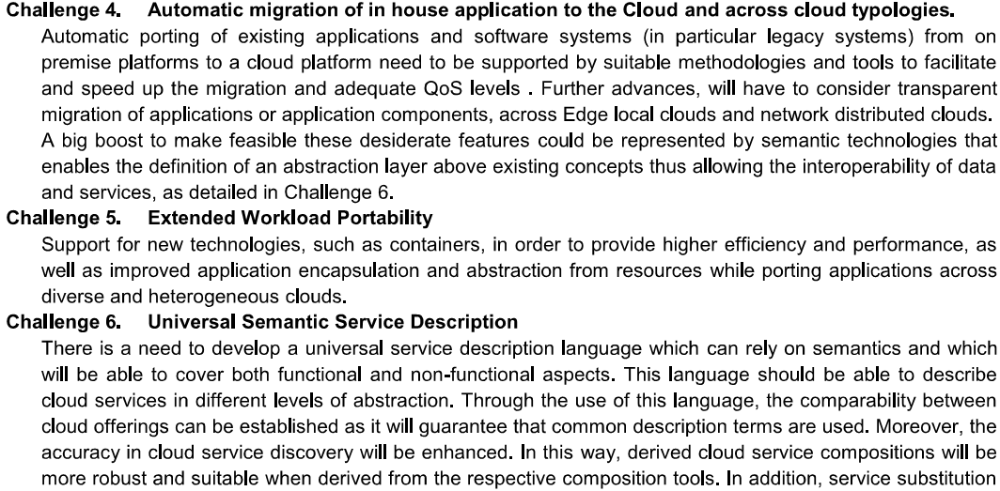 Challenge 4. Automatic migration of in house application to the Cloud and across cloud typologies.
Automatic porting of existing applications and software systems (in particular legacy systems) from on
premise platforms to a cloud platform need to be supported by suitable methodologies and tools to facilitate
and speed up the migration and adequate QoS levels . Further advances, will have to consider transparent
migration of applications or application components, across Edge local clouds and network distributed clouds.
A big boost to make feasible these desiderate features could be represented by semantic technologies that
enables the definition of an abstraction layer above existing concepts thus allowing the interoperability of data
and services, as detailed in Challenge 6.
Challenge 5. Extended Workload Portability
Support for new technologies, such as containers, in order to provide higher efficiency and performance, as
well as improved application encapsulation and abstraction from resources while porting applications across
diverse and heterogeneous clouds.
Challenge 6. Universal Semantic Service Description
There is a need to develop a universal service description language which can rely on semantics and which
will be able to cover both functional and non-functional aspects. This language should be able to describe
cloud services in different levels of abstraction. Through the use of this language, the comparability between
cloud offerings can be established as it will guarantee that common description terms are used. Moreover, the
accuracy in cloud service discovery will be enhanced. In this way, derived cloud service compositions will be
more robust and suitable when derived from the respective composition tools. In addition, service substitution